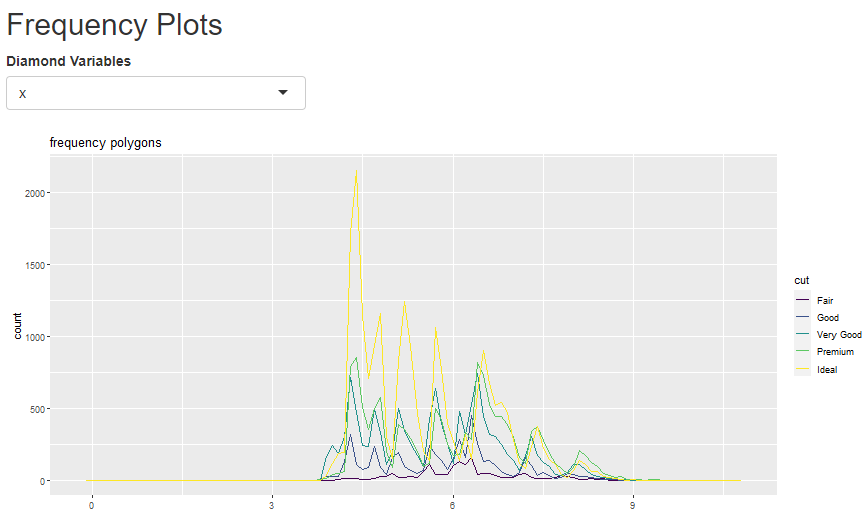 Frequency Plots
Diamond Variables
x
frequency polygons
2000
1500
1000
500
0
count
0
3
6
9
cut
Fair
Good
Very Good
Premium
Ideal